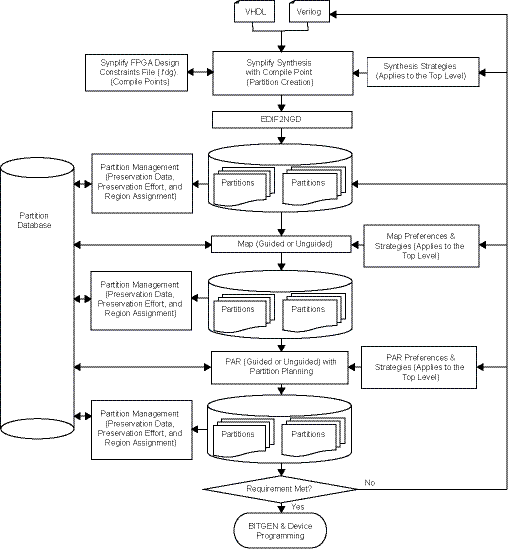 VHDL
Verilog
Synplify FPGA Design
Constraints File (.fdg)
(Compile Points)
Synplify Synthesis
with Compile Point
(Partition Creation)
Synthesis Strategies
(Applies to the Top Level)
EDIF2NGD
Partition
Database
Partition Management
(Preservation Data,
Preservation Effort, and
Region Assignment)
Partitions
Partitions
Map (Guided or Unguided)
Map Preferences &
Strategies (Applies to the
Top Level)
Partition Management
(Preservation Data,
Preservation Effort, and
Region Assignment)
Partitions
Partitions
PAR (Guided or Unguided) with
Partition Planning
PAR Preferences &
Strategies (Applies to the
Top Level)
Partition Management
(Preservation Data,
Preservation Effort, and
Region Assignment)
Partitions
Partitions
Requirement Met?
No
Yes
BITGEN & Device
Programming